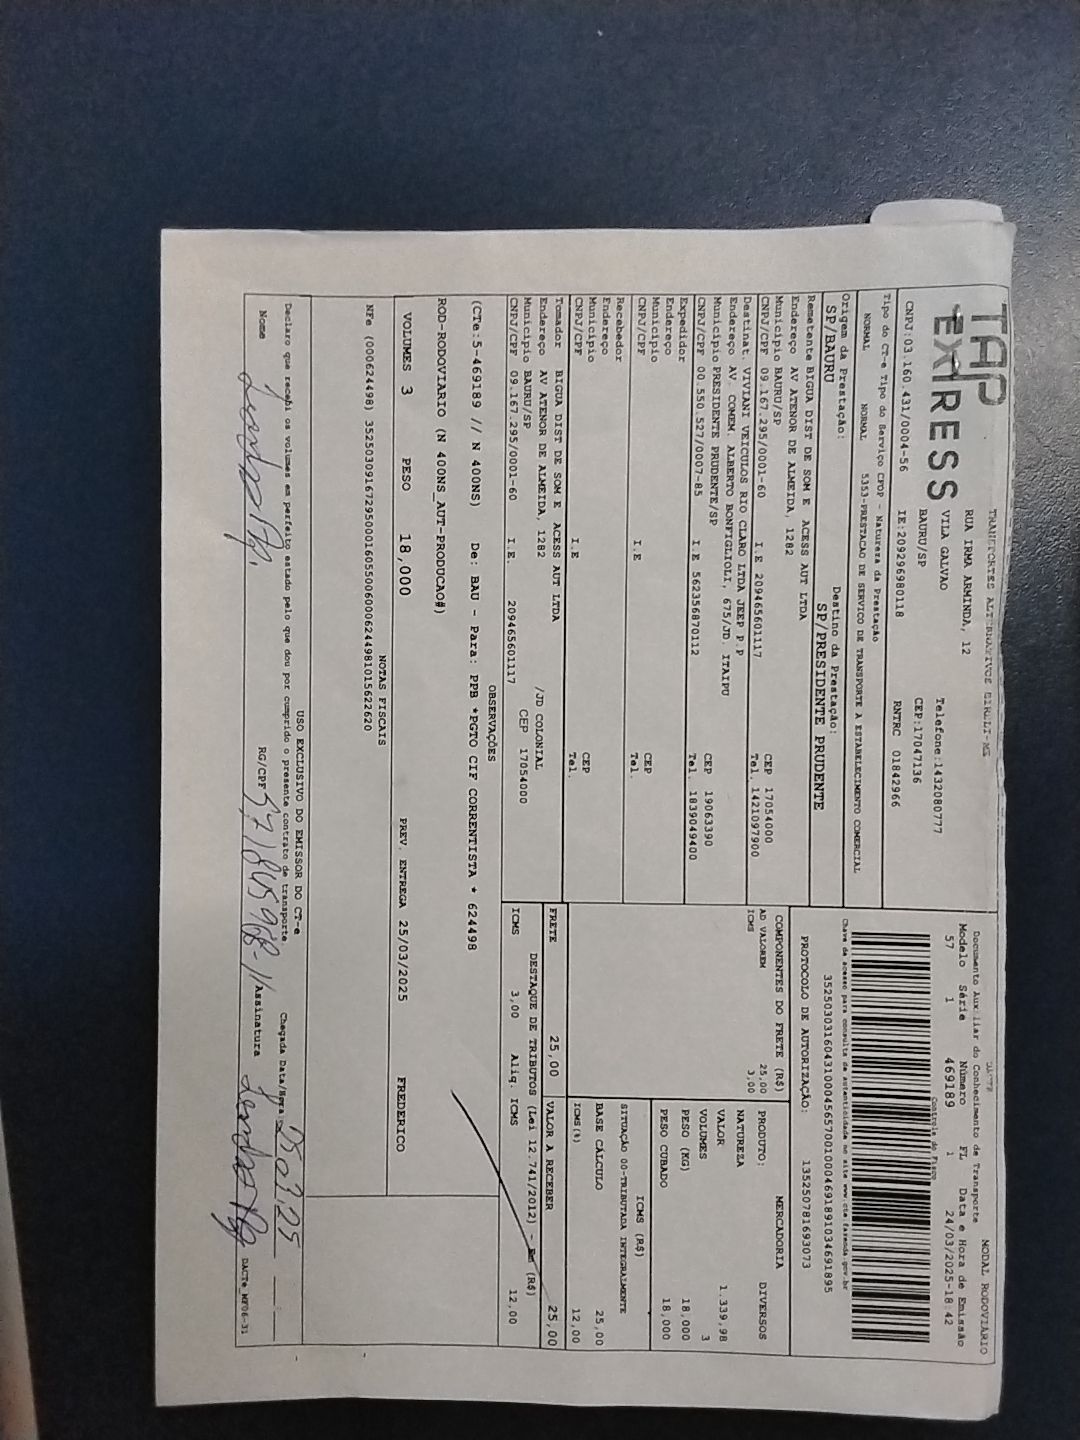 TAP
EXPRESS
TRANSPORTES ALTERNATIVOS EIRELI-ME
RUA IRMA ARMINDA, 12
VILA GALVAO
BAURU/SP
Telefone:1432080777
CEP:17047136
CNPJ:03.160.431/0004-56 IE:209296980118 RNTRC 01842966
Tipo do CT-e Tipo do Serviço CFOP - Natureza da Prestação
NORMAL NORMAL 5353-PRESTACAO DE SERVICO DE TRANSPORTE A ESTABELECIMENTO COMERCIAL
Origem da Prestação: Destino da Prestação:
SP/BAURU SP/PRESIDENTE PRUDENTE
Remetente BIGUA DIST DE SOM E ACESS AUT LTDA
Endereço AV ATENOR DE ALMEIDA, 1282
Município BAURU/SP CEP 17054000
CNPJ/CPF 09.167.295/0001-60 I.E 209465601117 Tel. 1421097900
Destinat. VIVIANI VEICULOS RIO CLARO LTDA JEEP P.P
Endereço AV. COMEM. ALBERTO BONFIGLIOLI, 675/JD ITAIPU
Município PRESIDENTE PRUDENTE/SP CEP 19063390
CNPJ/CPF 00.550.527/0007-85 I.E 562356870112 Tel. 1839049400
Expedidor
Endereço
Município CEP
CNPJ/CPF I.E Tel.
Recebedor
Endereço
Município CEP
CNPJ/CPF I.E Tel.
Tomador BIGUA DIST DE SOM E ACESS AUT LTDA
Endereço AV ATENOR DE ALMEIDA, 1282 /JD COLONIAL
Município BAURU/SP CEP 17054000
CNPJ/CPF 09.167.295/0001-60 I.E. 209465601117
DACTE
MODAL RODOVIÁRIO
Documento Auxiliar do Conhecimento de Transporte
Modelo Série Número FL Data e Hora de Emissão
57 1 469189 1 24/03/2025-18:42
Controle do Fisco
Chave de acesso para consulta de autenticidade no site www.cte.fazenda.gov.br
35250303160431000456570010004691891034691895
PROTOCOLO DE AUTORIZAÇÃO: 135250781693073
COMPONENTES DO FRETE (R$)
AD VALOREM 25,00
ICMS 3,00
MERCADORIA
PRODUTO: DIVERSOS
NATUREZA
VALOR 1.339,98
VOLUMES 3
PESO (KG) 18,000
PESO CUBADO 18,000
ICMS (R$)
SITUAÇÃO 00-TRIBUTADA INTEGRALMENTE
BASE CÁLCULO 25,00
ICMS(%) 12,00
FRETE 25,00 VALOR A RECEBER 25,00
DESTAQUE DE TRIBUTOS (Lei 12.741/2012) - Em (R$)
ICMS 3,00 Aliq. ICMS 12,00
OBSERVAÇÕES
(CTe:5-469189 // N 400NS) De: BAU - Para: PPB *PGTO CIF CORRENTISTA * 624498
ROD-RODOVIARIO (N 400NS_AUT-PRODUCAO#)
VOLUMES 3 PESO 18,000 PREV. ENTREGA 25/03/2025 FREDERICO
NOTAS FISCAIS
NFe (000624498) 35250309167295000160550060006244981015622620
USO EXCLUSIVO DO EMISSOR DO CT-e
Declaro que recebi os volumes em perfeito estado pelo que dou por cumprido o presente contrato de transporte. Chegada Data/Hora: 25.03.25
Nome RG/CPF Assinatura
DACTe_MF06-31